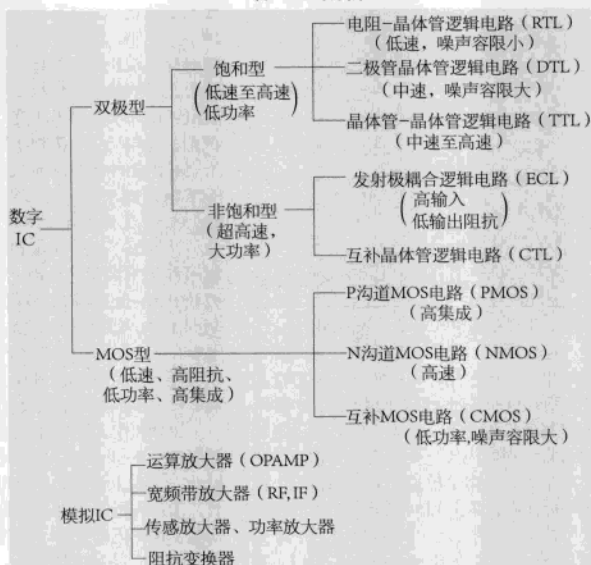 电阻-晶体管逻辑电路（RTL）
（低速，噪声容限小）
饱和型
（低速至高速
低功率）
二极管晶体管逻辑电路（DTL）
（中速，噪声容限大）
双极型
晶体管-晶体管逻辑电路（TTL）
（中速至高速）
发射极耦合逻辑电路（ECL）
（高输入
低输出阻抗）
非饱和型
（超高速，
大功率）
互补晶体管逻辑电路（CTL）
数字
IC
P沟道MOS电路（PMOS）
（高集成）
MOS型
（低速、高阻抗、
低功率、高集成）
N沟道MOS电路（NMOS）
（高速）
互补MOS电路（CMOS）
（低功率,噪声容限大）
运算放大器（OPAMP）
宽频带放大器（RF,IF）
模拟IC
传感放大器、功率放大器
阻抗变换器